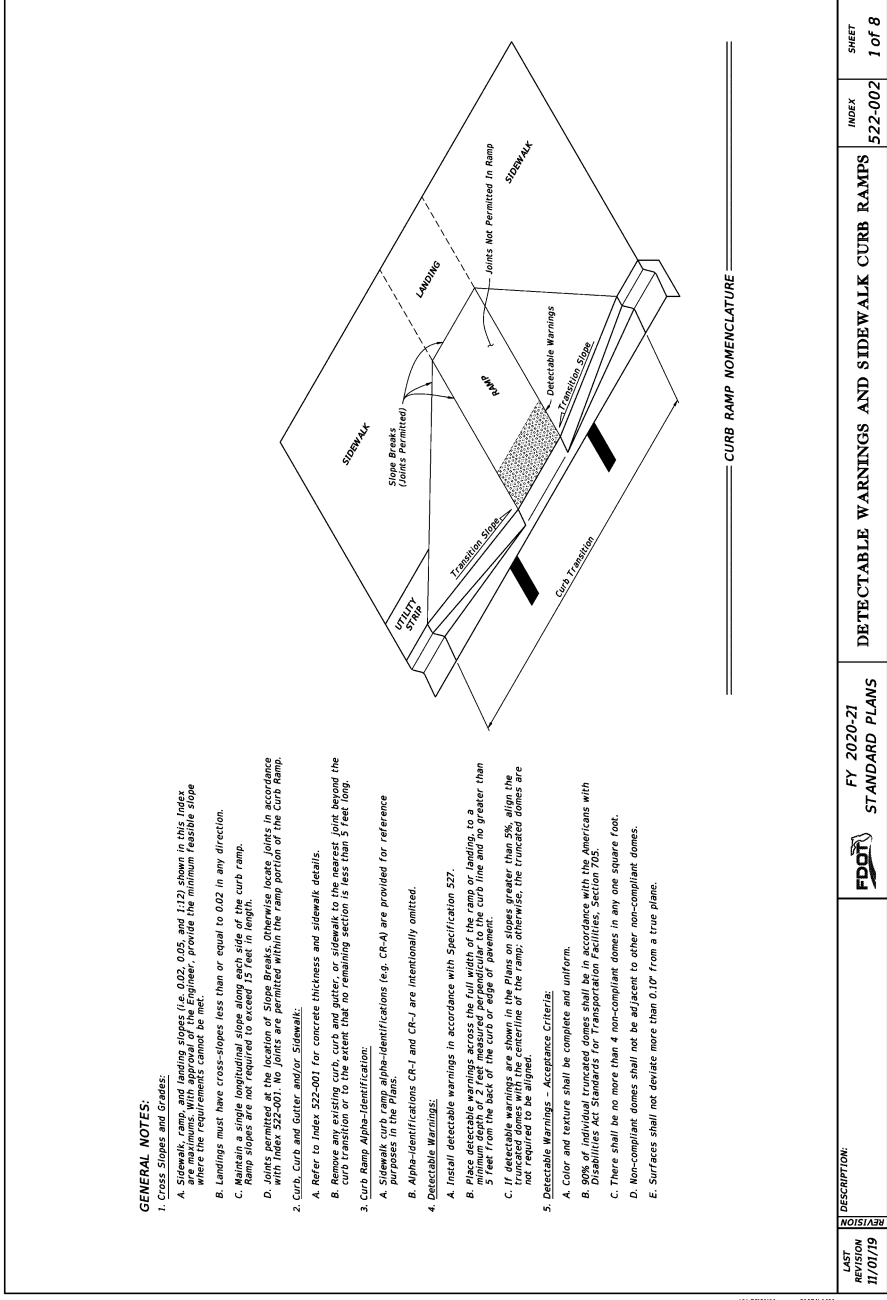 GENERAL NOTES:
1. Cross Slopes and Grades:
A. Sidewalk, ramp, and landing slopes (i.e. 0.02, 0.05, and 1:12) shown in this Index
are maximums. With approval of the Engineer, provide the minimum feasible slope
where the requirements cannot be met.
B. Landings must have cross-slopes less than or equal to 0.02 in any direction.
C. Maintain a single longitudinal slope along each side of the curb ramp.
Ramp slopes are not required to exceed 15 feet in length.
D. Joints permitted at the location of Slope Breaks. Otherwise locate joints in accordance
with Index 522-001. No joints are permitted within the ramp portion of the Curb Ramp.
2. Curb, Curb and Gutter and/or Sidewalk:
A. Refer to Index 522-001 for concrete thickness and sidewalk details.
B. Remove any existing curb, curb and gutter, or sidewalk to the nearest joint beyond the
curb transition or to the extent that no remaining section is less than 5 feet long.
3. Curb Ramp Alpha-Identification:
A. Sidewalk curb ramp alpha-identifications (e.g. CR-A) are provided for reference
purposes in the Plans.
B. Alpha-Identifications CR-I and CR-J are intentionally omitted.
4. Detectable Warnings:
A. Install detectable warnings in accordance with Specification 527.
B. Place detectable warnings across the full width of the ramp or landing, to a
minimum depth of 2 feet measured perpendicular to the curb line and no greater than
5 feet from the back of the curb or edge of pavement.
C. If detectable warnings are shown in the Plans on slopes greater than 5%, align the
truncated domes with the centerline of the ramp; otherwise, the truncated domes are
not required to be aligned.
5. Detectable Warnings - Acceptance Criteria:
A. Color and texture shall be complete and uniform.
B. 90% of individual truncated domes shall be in accordance with the Americans with
Disabilities Act Standards for Transportation Facilities, Section 705.
C. There shall be no more than 4 non-compliant domes in any one square foot.
D. Non-compliant domes shall not be adjacent to other non-compliant domes.
E. Surfaces shall not deviate more than 0.10" from a true plane.
SIDEWALK
LANDING
SIDEWALK
Joints Not Permitted In Ramp
Slope Breaks
(Joints Permitted)
RAMP
Detectable Warnings
Transition Slope
Transition Slope
UTILITY
STRIP
Curb Transition
CURB RAMP NOMENCLATURE
LAST
REVISION
11/01/19
REVISION
DESCRIPTION:
FDOT
FY 2020-21
STANDARD PLANS
DETECTABLE WARNINGS AND SIDEWALK CURB RAMPS
INDEX
522-002
SHEET
1 of 8